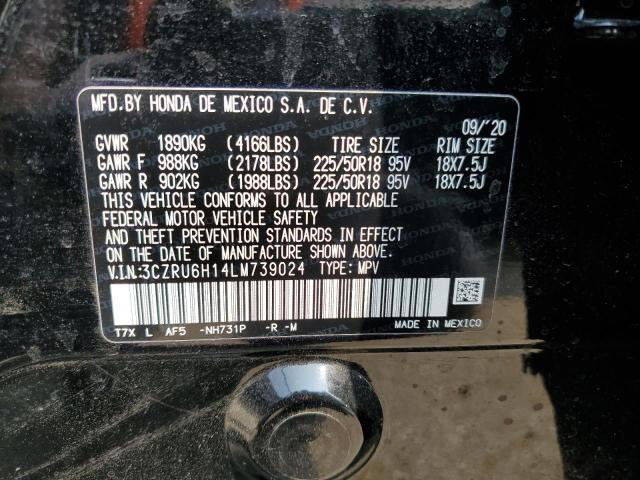 MFD.BY HONDA DE MEXICO S.A. DE C.V.
09/'20
GVWR 1890KG (4166LBS) TIRE SIZE RIM SIZE
GAWR F 988KG (2178LBS) 225/50R18 95V 18X7.5J
GAWR R 902KG (1988LBS) 225/50R18 95V 18X7.5J
THIS VEHICLE CONFORMS TO ALL APPLICABLE
FEDERAL MOTOR VEHICLE SAFETY
AND THEFT PREVENTION STANDARDS IN EFFECT
ON THE DATE OF MANUFACTURE SHOWN ABOVE.
V.I.N:3CZRU6H14LM739024 TYPE: MPV
T7X L AF5 -NH731P -R -M MADE IN MEXICO